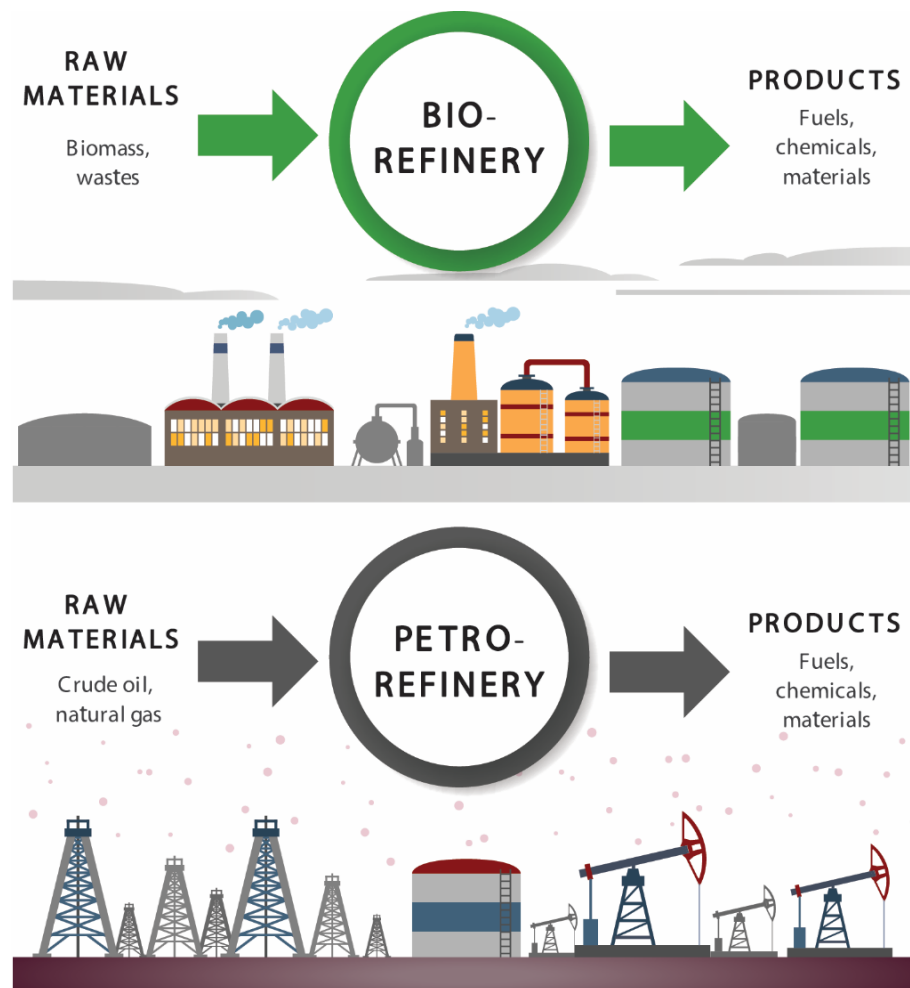 RAW
MATERIALS
Biomass,
wastes
BIO-
REFINERY
PRODUCTS
Fuels,
chemicals,
materials
RAW
MATERIALS
Crude oil,
natural gas
PETRO-
REFINERY
PRODUCTS
Fuels,
chemicals,
materials